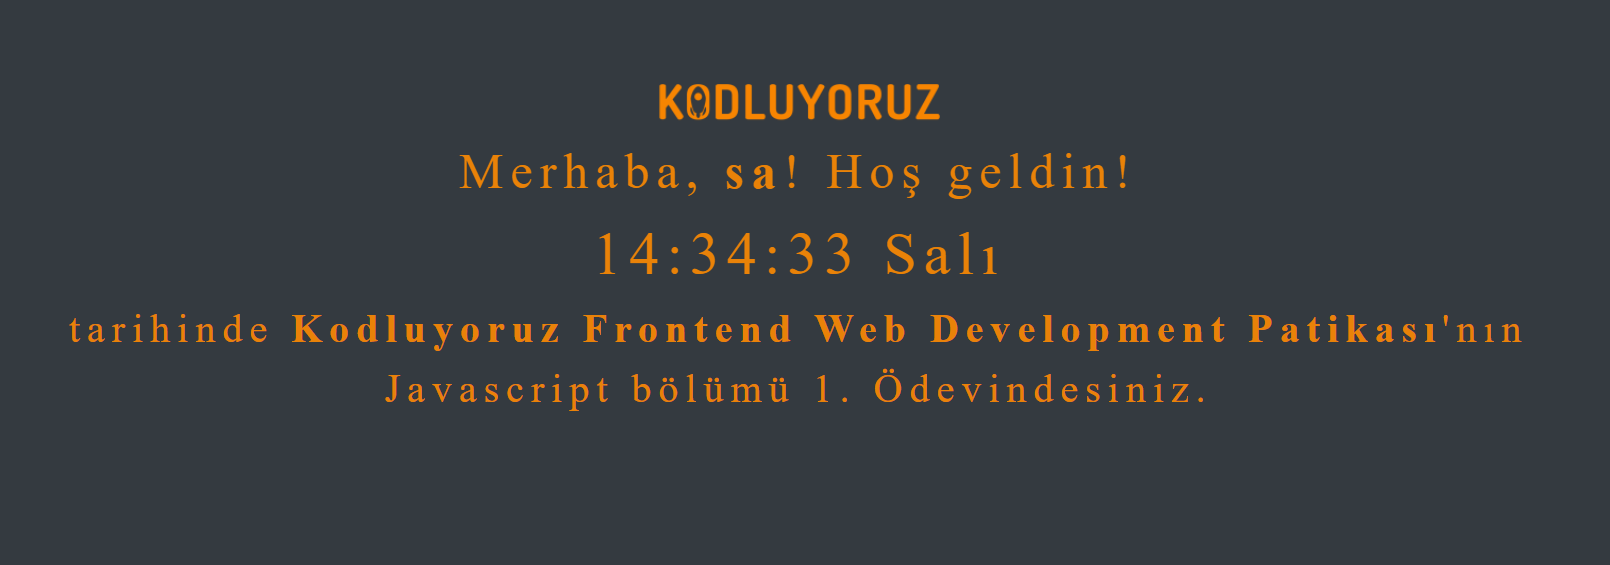 KODLUYORUZ
Merhaba, sa! Hoş geldin!
14:34:33 Salı
tarihinde Kodluyoruz Frontend Web Development Patikası'nın
Javascript bölümü 1. Ödevindesiniz.